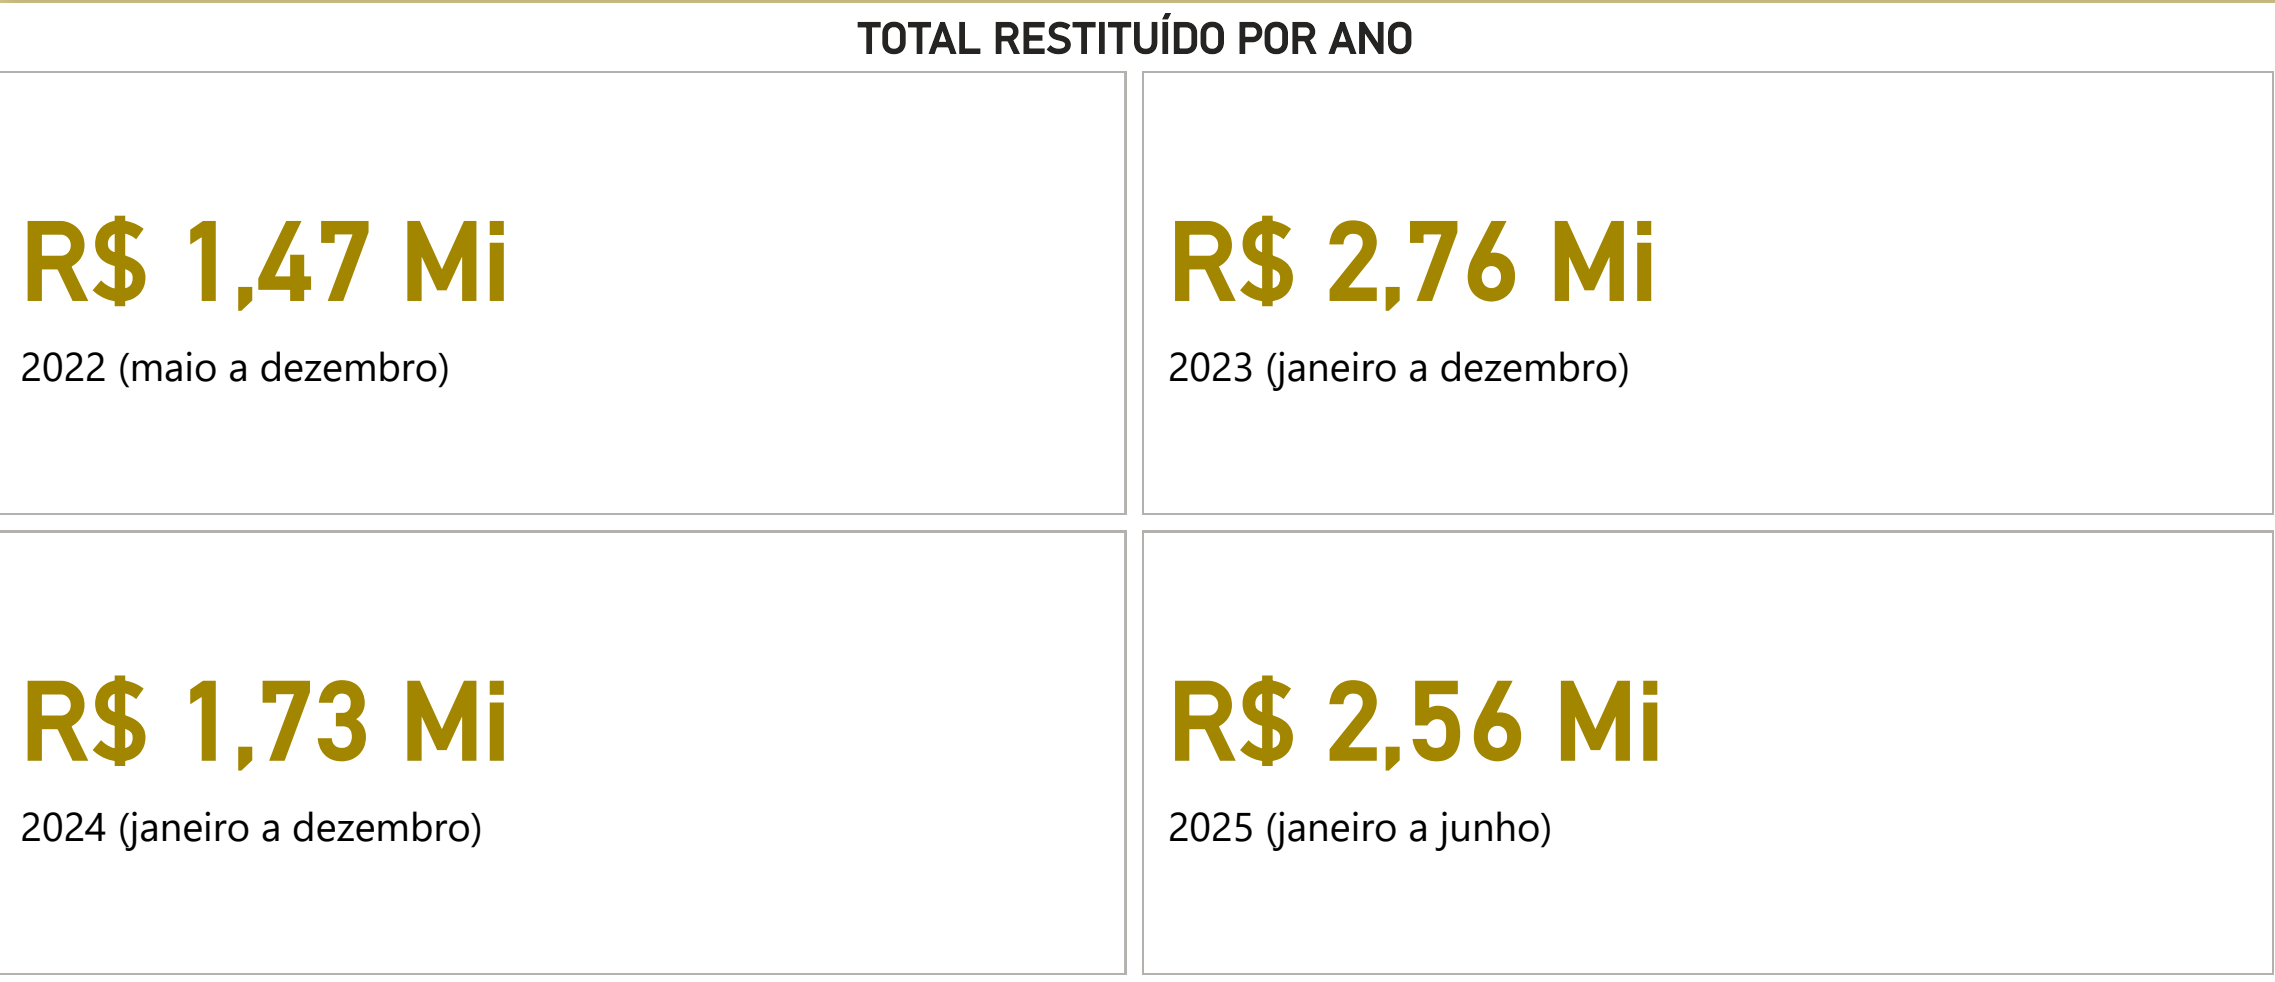 TOTAL RESTITUÍDO POR ANO
R$ 1,47 Mi
2022 (maio a dezembro)
R$ 2,76 Mi
2023 (janeiro a dezembro)
R$ 1,73 Mi
2024 (janeiro a dezembro)
R$ 2,56 Mi
2025 (janeiro a junho)